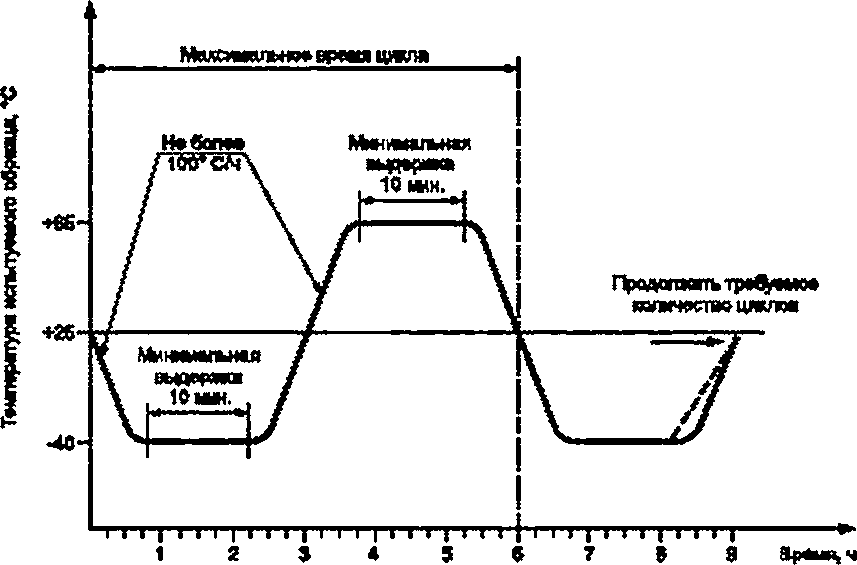 Максимальное время цикла
Температура испытуемого образца, °С
Не более
100° С/ч
Минимальная
выдержка
10 мин.
+85
Продолжить требуемое
количество циклов
+25
Минимальная
выдержка
10 мин.
-40
1 2 3 4 5 6 7 8 9 Время, ч